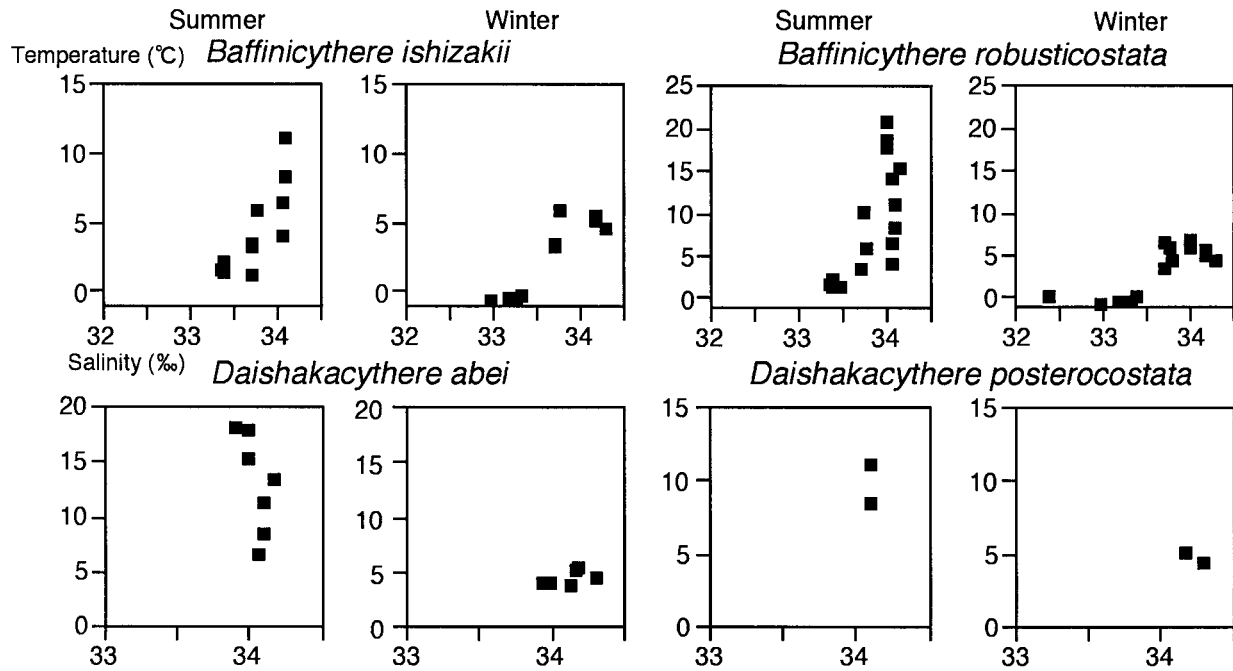 Summer Winter Summer Winter
Temperature (℃) Baffinicythere ishizakii Baffinicythere robusticostata
15 15 25 25
20 20
10 10 15 15
5 5 10 10
5 5
0 0 0 0
32 33 34 32 33 34 32 33 34 32 33 34
Salinity (‰) Daishakacythere abei Daishakacythere posterocostata
20 20 15 15
15 15
10 10 10 10
5 5 5 5
0 0 0 0
33 34 33 34 33 34 33 34